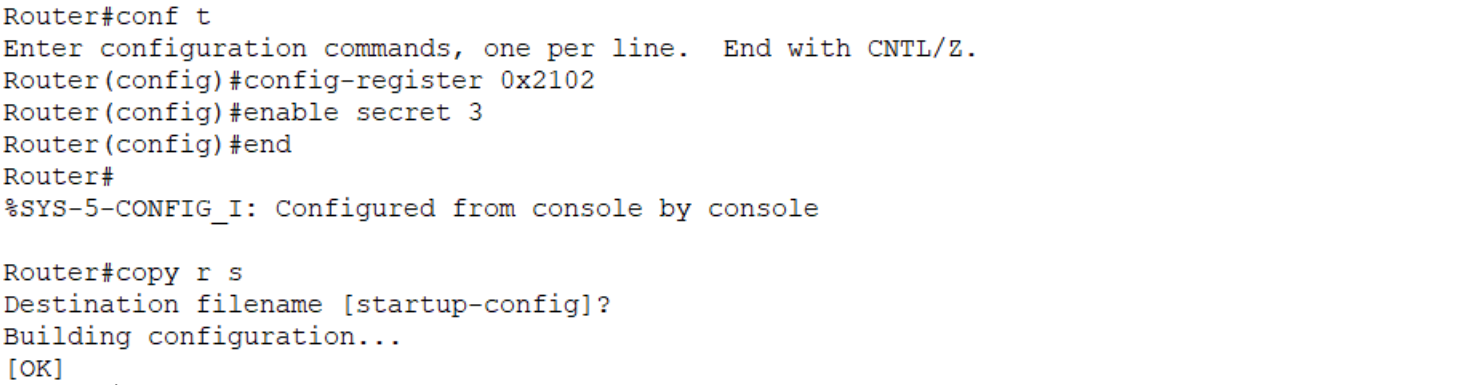 Router#conf t
Enter configuration commands, one per line.  End with CNTL/Z.
Router(config)#config-register 0x2102
Router(config)#enable secret 3
Router(config)#end
Router#
%SYS-5-CONFIG_I: Configured from console by console
Router#copy r s
Destination filename [startup-config]?
Building configuration...
[OK]